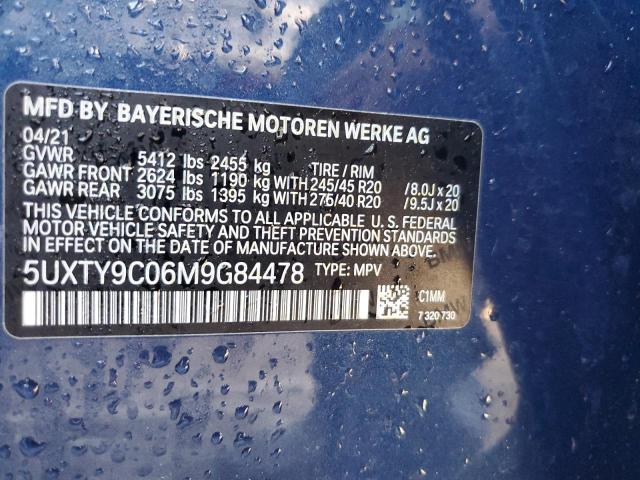 MFD BY BAYERISCHE MOTOREN WERKE AG
04/21
GVWR 5412 lbs 2455 kg TIRE / RIM
GAWR FRONT 2624 lbs 1190 kg WITH 245/45 R20 /8.0J x 20
GAWR REAR 3075 lbs 1395 kg WITH 275/40 R20 /9.5J x 20
THIS VEHICLE CONFORMS TO ALL APPLICABLE U.S. FEDERAL
MOTOR VEHICLE SAFETY AND THEFT PREVENTION STANDARDS
IN EFFECT ON THE DATE OF MANUFACTURE SHOWN ABOVE.
5UXTY9C06M9G84478 TYPE: MPV
C1MM
7 320 730